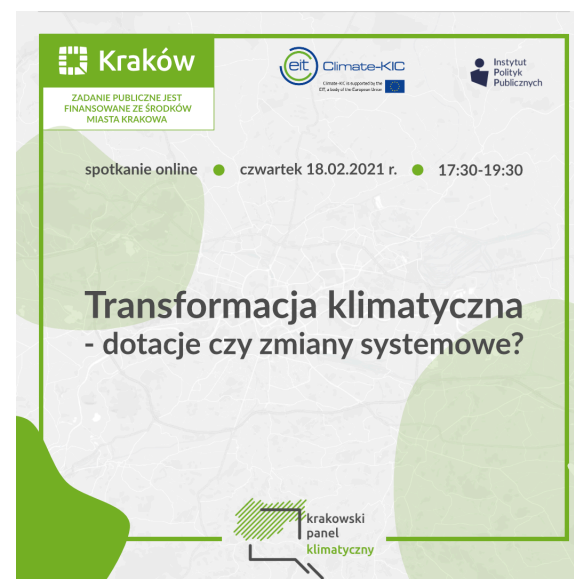 Kraków
ZADANIE PUBLICZNE JEST
FINANSOWANE ZE ŚRODKÓW
MIASTA KRAKOWA
eit Climate-KIC
Climate-KIC is supported by the
EIT, a body of the European Union
Instytut
Polityk
Publicznych
spotkanie online ● czwartek 18.02.2021 r. ● 17:30-19:30
Transformacja klimatyczna
- dotacje czy zmiany systemowe?
krakowski
panel
klimatyczny